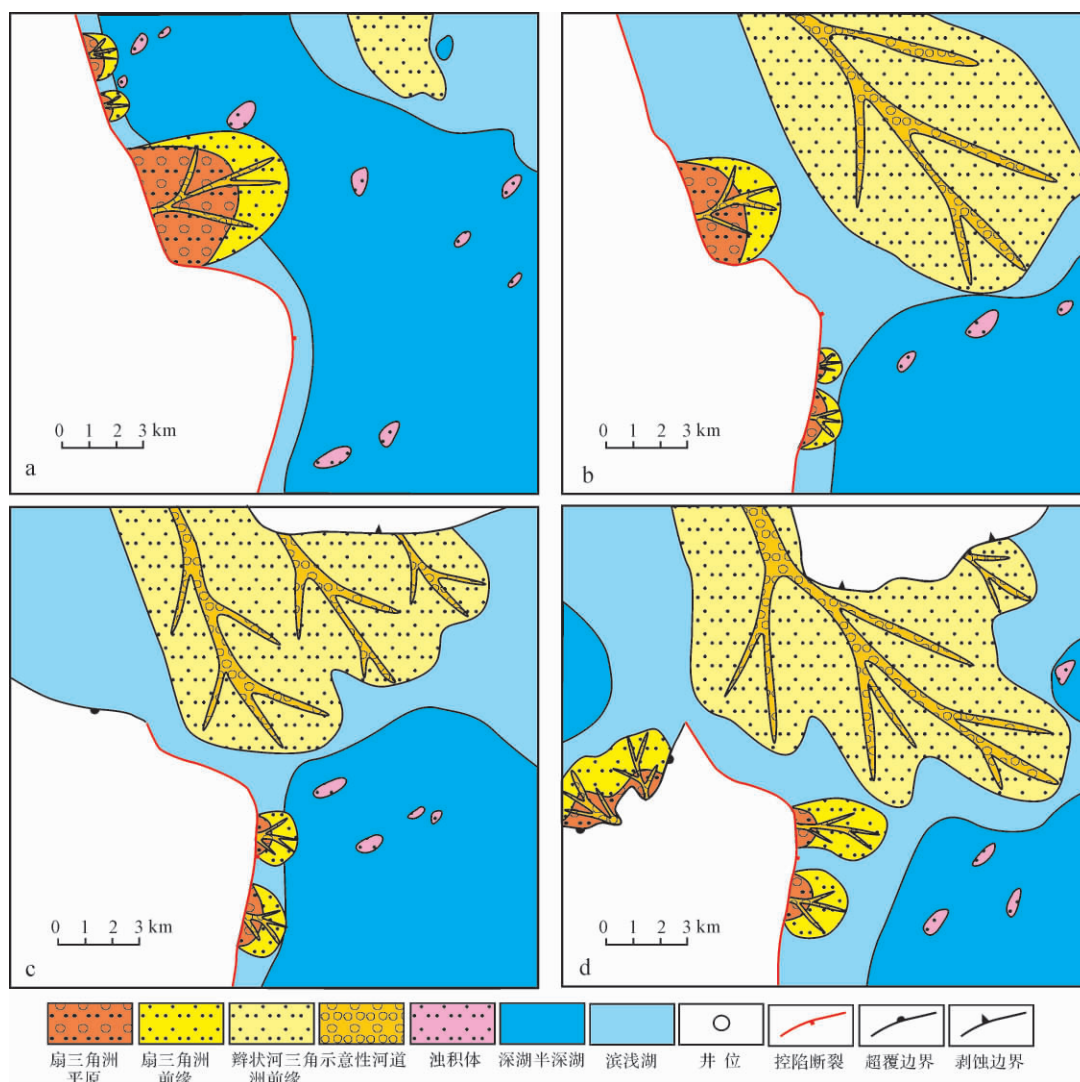 0 1 2 3 km
a
0 1 2 3 km
b
0 1 2 3 km
c
0 1 2 3 km
d
扇三角洲平原
扇三角洲前缘
辫状河三角洲前缘
示意性河道
浊积体
深湖半深湖
滨浅湖
井 位
控陷断裂
超覆边界
剥蚀边界